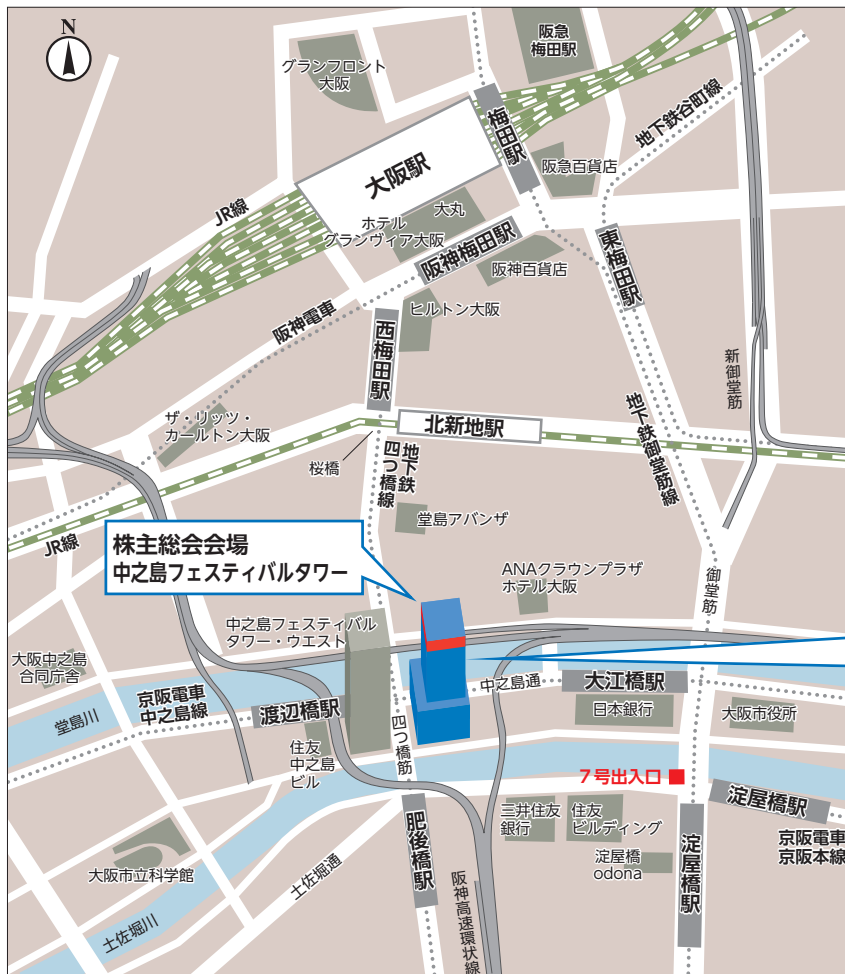 N
グランフロント
大阪
阪急
梅田駅
地下鉄谷町線
梅田駅
大阪駅
阪急百貨店
JR線
大丸
ホテル
グランヴィア大阪
阪神梅田駅
阪神百貨店
東梅田駅
阪神電車
ヒルトン大阪
西梅田駅
新御堂筋
ザ・リッツ・
カールトン大阪
北新地駅
地下鉄御堂筋線
桜橋
地下鉄
四つ橋線
堂島アバンザ
JR線
株主総会会場
中之島フェスティバルタワー
ANAクラウンプラザ
ホテル大阪
御堂筋
中之島フェスティバル
タワー・ウエスト
大阪中之島
合同庁舎
京阪電車
中之島線
堂島川
渡辺橋駅
中之島通
大江橋駅
日本銀行
大阪市役所
四つ橋筋
住友
中之島
ビル
7号出入口
淀屋橋駅
京阪電車
京阪本線
肥後橋駅
三井住友
銀行
住友
ビルディング
淀屋橋
odona
淀屋橋駅
大阪市立科学館
土佐堀通
土佐堀川
阪神高速環状線